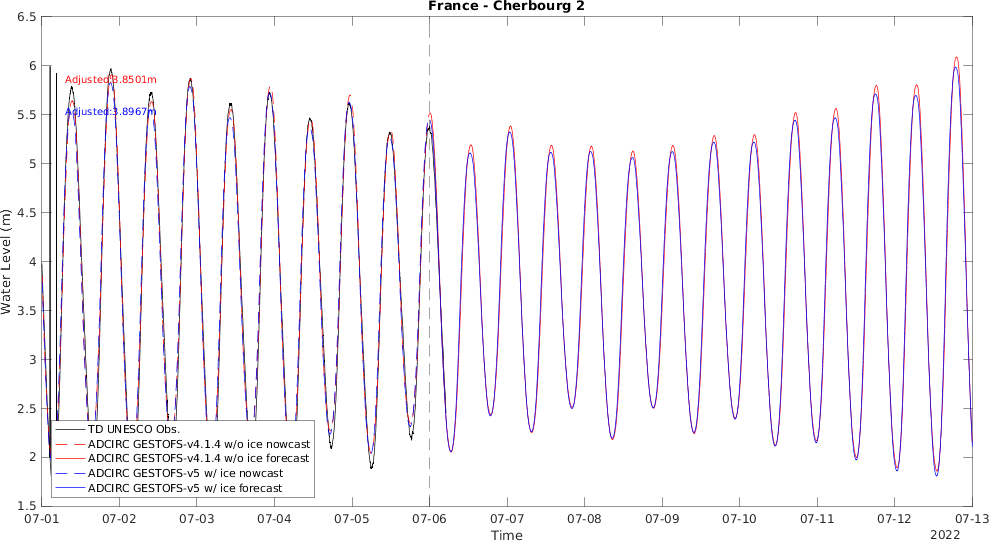 France - Cherbourg 2
6.5
6
5.5
5
4.5
4
3.5
3
2.5
2
1.5
Water Level (m)
Adjusted:3.8501m
Adjusted:3.8967m
TD UNESCO Obs.
ADCIRC GESTOFS-v4.1.4 w/o ice nowcast
ADCIRC GESTOFS-v4.1.4 w/o ice forecast
ADCIRC GESTOFS-v5 w/ ice nowcast
ADCIRC GESTOFS-v5 w/ ice forecast
07-01 07-02 07-03 07-04 07-05 07-06 07-07 07-08 07-09 07-10 07-11 07-12 07-13
Time
2022